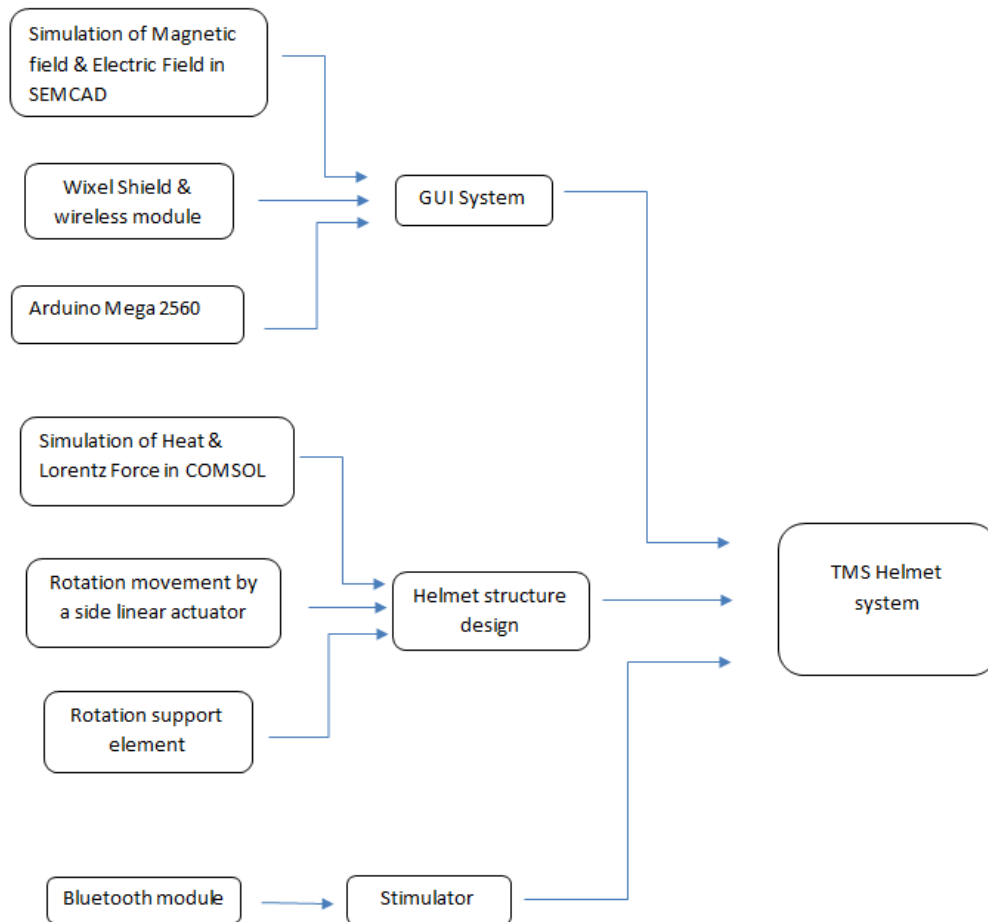 Simulation of Magnetic
field & Electric Field in
SEMCAD
Wixel Shield &
wireless module
GUI System
Arduino Mega 2560
Simulation of Heat &
Lorentz Force in COMSOL
Rotation movement by
a side linear actuator
Helmet structure
design
TMS Helmet
system
Rotation support
element
Bluetooth module
Stimulator